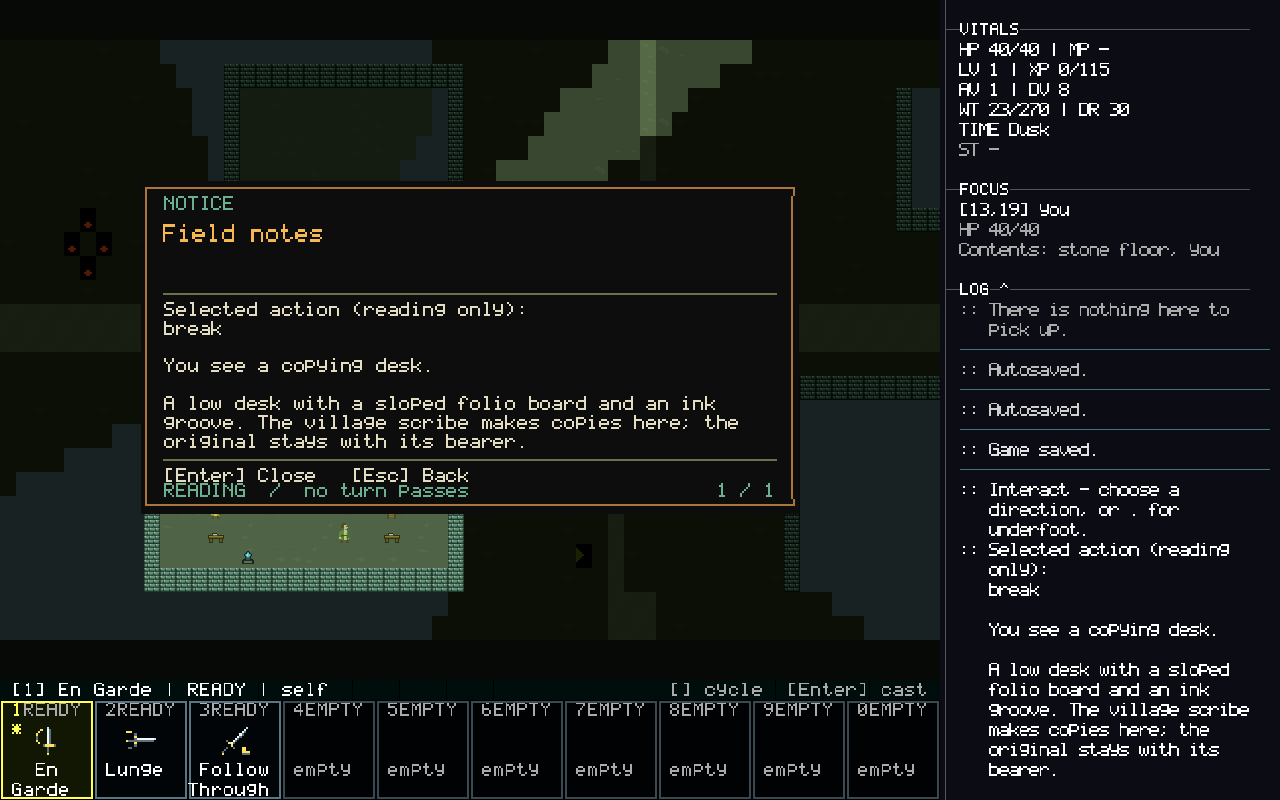 NOTICE
Field notes
Selected action (reading only):
break
You see a copying desk.
A low desk with a sloped folio board and an ink
groove. The village scribe makes copies here; the
original stays with its bearer.
[Enter] Close [Esc] Back
READING / no turn passes 1 / 1
[1] En Garde | READY | self
[] cycle [Enter] cast
1READY 2READY 3READY 4EMPTY 5EMPTY 6EMPTY 7EMPTY 8EMPTY 9EMPTY 0EMPTY
*
En Garde
Lunge
Follow Through
empty empty empty empty empty empty empty
VITALS
HP 40/40 | MP -
LV 1 | XP 0/115
AV 1 | DV 8
WT 23/270 | DR 30
TIME Dusk
ST -
FOCUS
[13,19] You
HP 40/40
Contents: stone floor, You
LOG ^
:: There is nothing here to
pick up.
:: Autosaved.
:: Autosaved.
:: Game saved.
:: Interact - choose a
direction, or . for
underfoot.
:: Selected action (reading
only):
break
You see a copying desk.
A low desk with a sloped
folio board and an ink
groove. The village scribe
makes copies here; the
original stays with its
bearer.